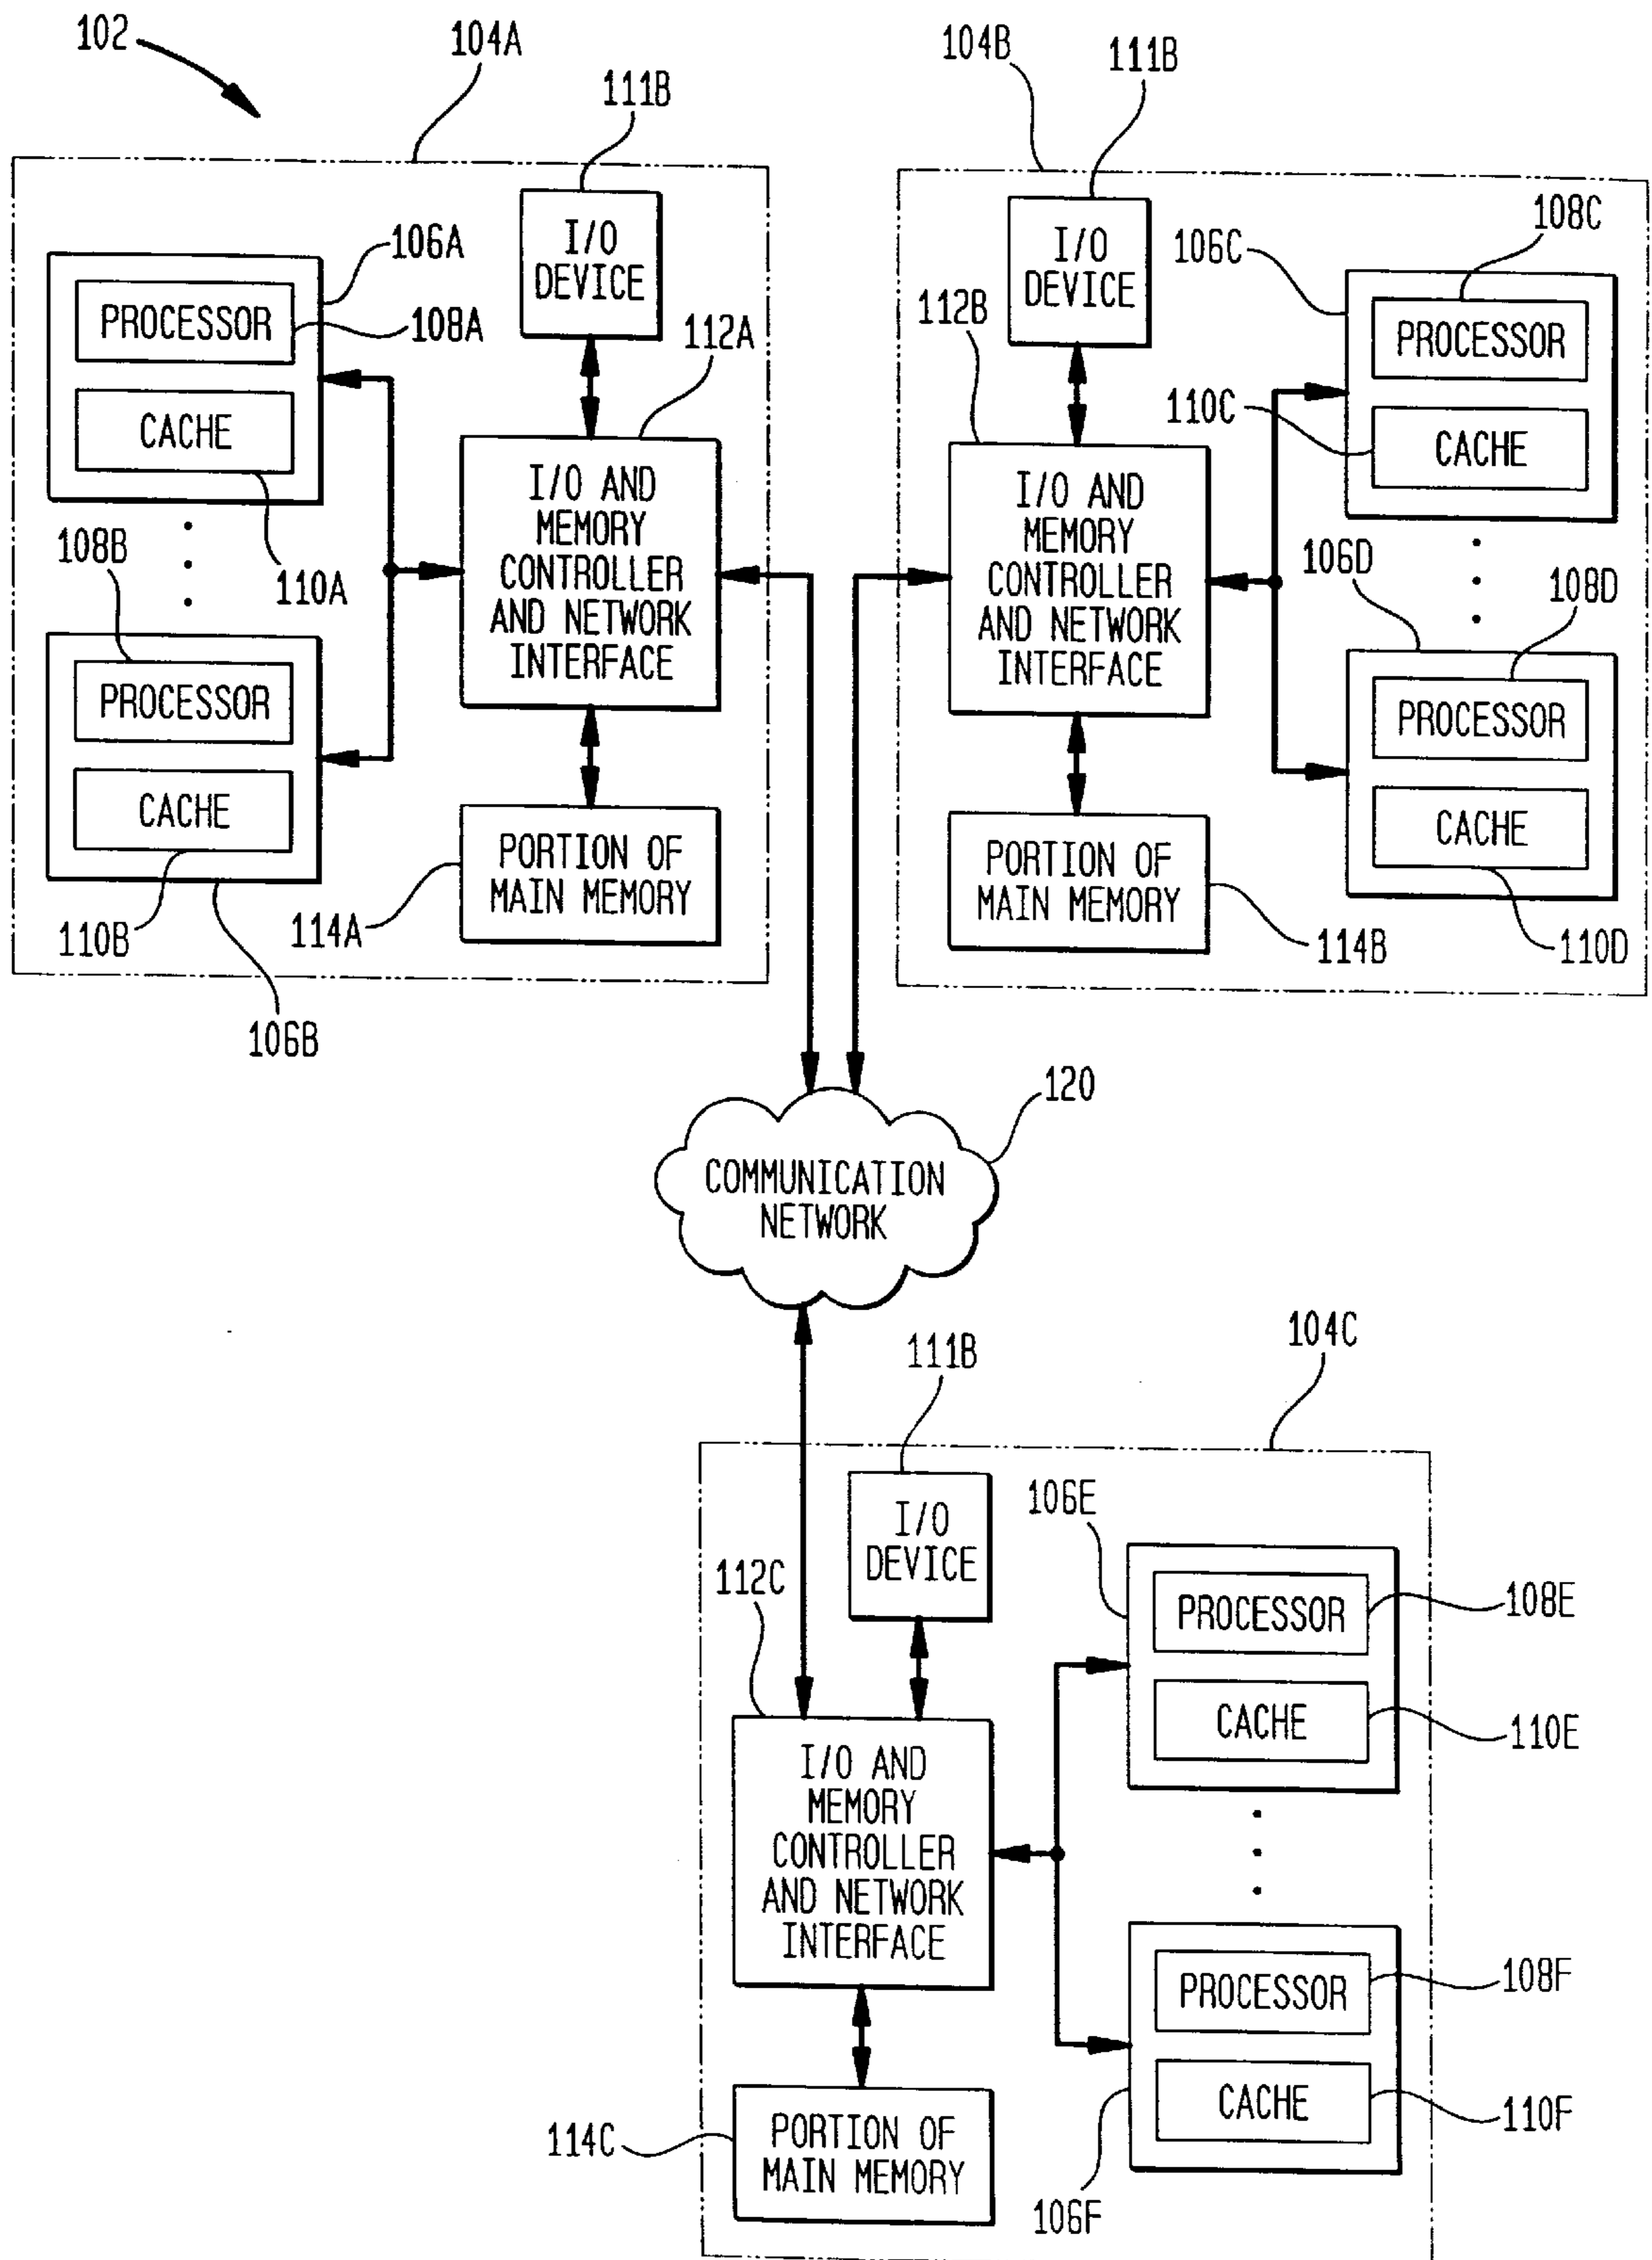 102
104A
111B
I/O
DEVICE
106A
PROCESSOR
108A
112A
CACHE
110A
I/O AND
MEMORY
CONTROLLER
AND NETWORK
INTERFACE
108B
PROCESSOR
CACHE
110B
106B
PORTION OF
MAIN MEMORY
114A
104B
111B
I/O
DEVICE
112B
I/O AND
MEMORY
CONTROLLER
AND NETWORK
INTERFACE
106C
108C
PROCESSOR
110C
CACHE
106D
108D
PROCESSOR
CACHE
110D
PORTION OF
MAIN MEMORY
114B
120
COMMUNICATION
NETWORK
104C
111B
I/O
DEVICE
112C
I/O AND
MEMORY
CONTROLLER
AND NETWORK
INTERFACE
106E
PROCESSOR
108E
CACHE
110E
PROCESSOR
108F
CACHE
110F
106F
114C
PORTION OF
MAIN MEMORY